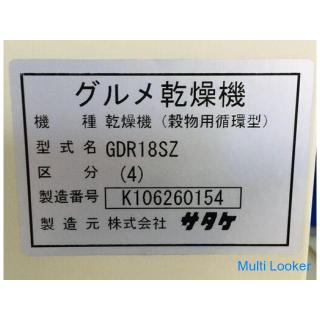 グルメ乾燥機
機 種 乾燥機（穀物用循環型）
型式名 GDR18SZ
区 分 （4）
製造番号 K106260154
製造元 株式会社 サタケ
Multi Looker